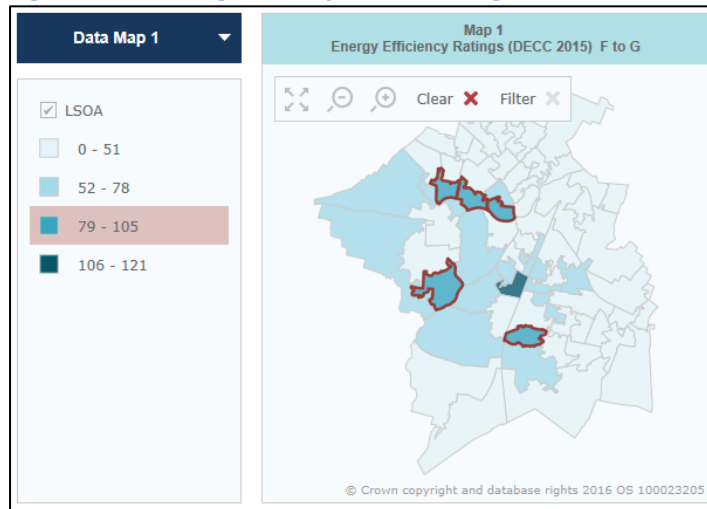 Data Map 1
Map 1
Energy Efficiency Ratings (DECC 2015) F to G
Clear Filter
LSOA
0 - 51
52 - 78
79 - 105
106 - 121
© Crown copyright and database rights 2016 OS 100023205